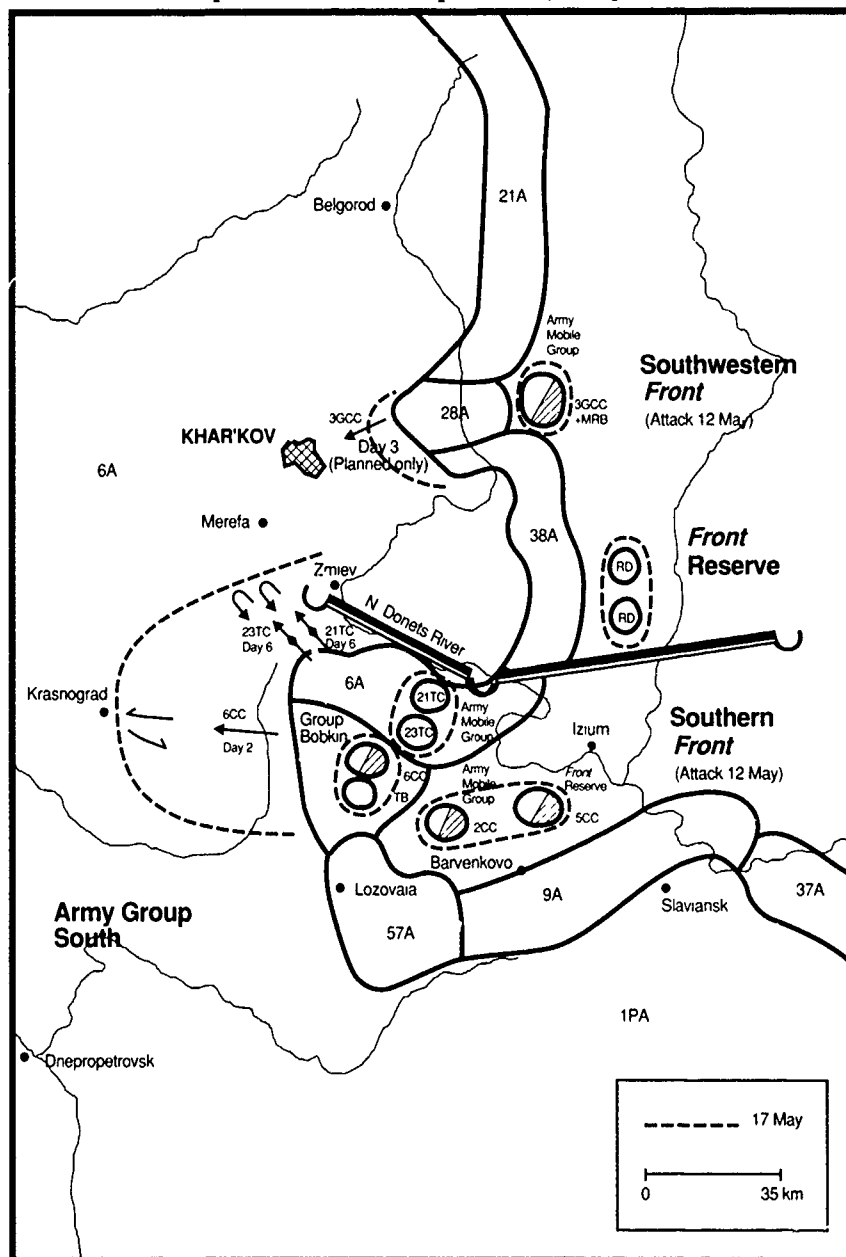 Belgorod
21A
Army
Mobile
Group
Southwestern
Front
(Attack 12 May)
3GCC
28A
3GCC
+MRB
KHAR'KOV
Day 3
(Planned only)
6A
Merefa
38A
Front
Reserve
RD
RD
Zmiev
N Donets River
23TC
Day 6
21TC
Day 6
Krasnograd
6A
21TC
23TC
Army
Mobile
Group
6CC
Day 2
Group
Bobkin
6CC
TB
Izium
Southern
Front
(Attack 12 May)
Army
Mobile
Group
Front
Reserve
2CC
5CC
Barvenkovo
Lozovaia
9A
Slaviansk
37A
57A
Army Group
South
1PA
Dnepropetrovsk
17 May
0 35 km